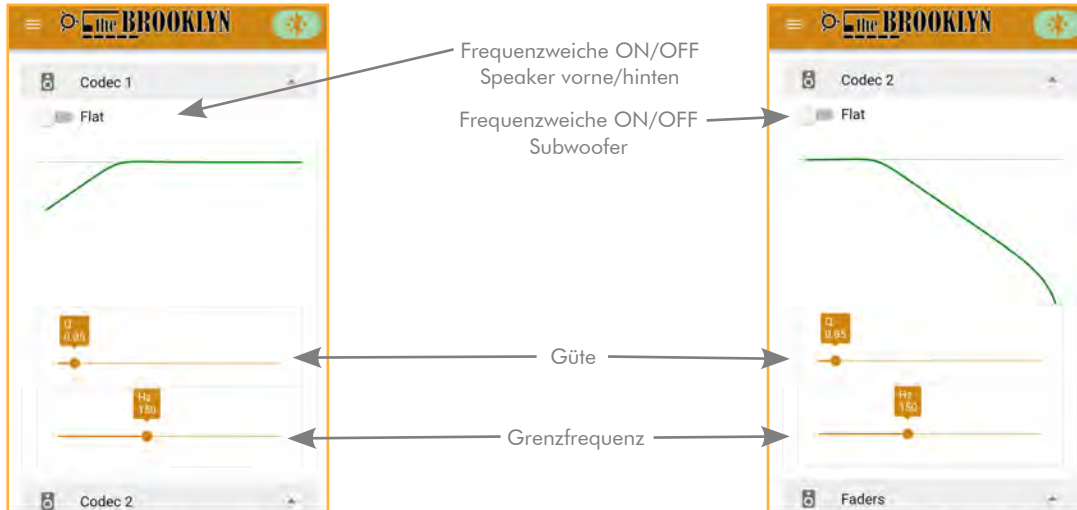 the BROOKLYN
Codec 1
Flat
Q
0.95
Hz
150
Codec 2
Frequenzweiche ON/OFF
Speaker vorne/hinten
Frequenzweiche ON/OFF
Subwoofer
Güte
Grenzfrequenz
the BROOKLYN
Codec 2
Flat
Q
0.95
Hz
150
Faders